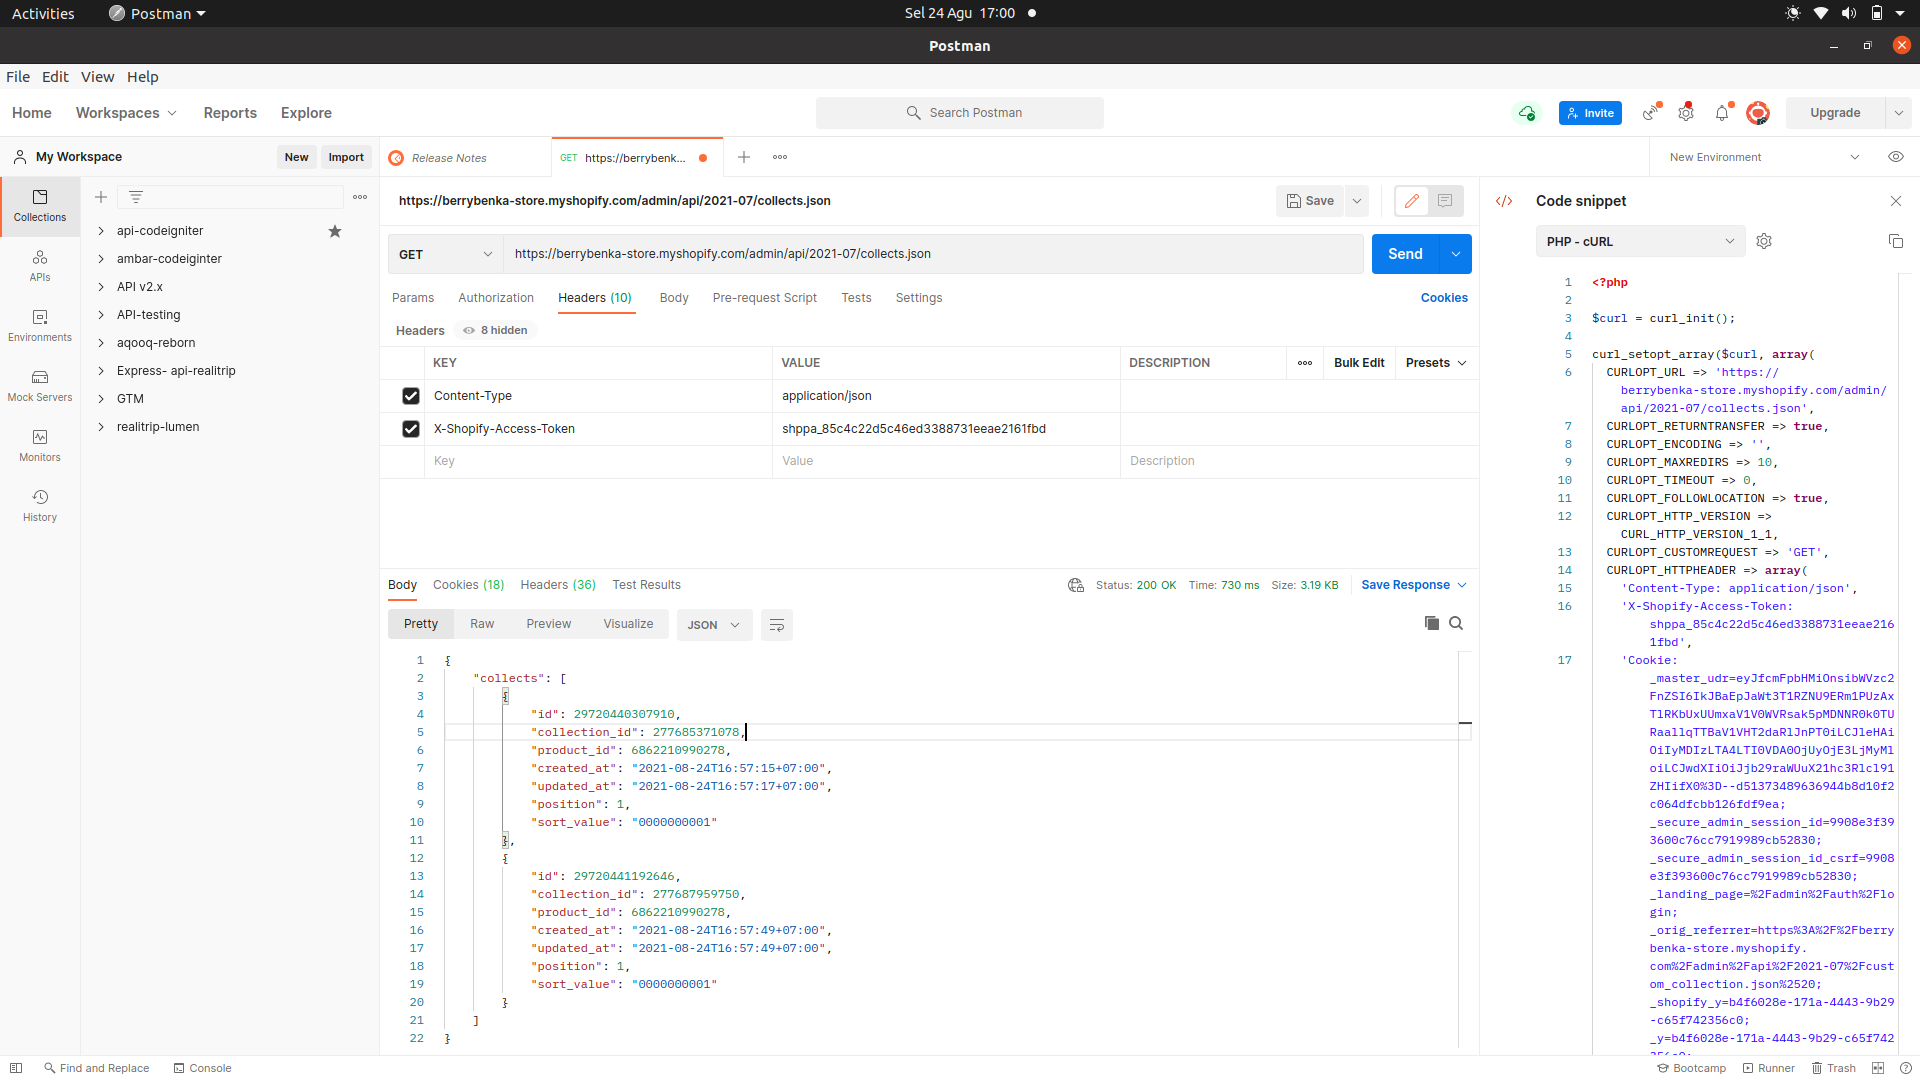 Activities
Postman
Sel 24 Agu 17:00
Postman
File Edit View Help
Home Workspaces Reports Explore
Search Postman
Invite
Upgrade
My Workspace
New Import
Release Notes
GET https://berrybenk...
New Environment
Collections
APIs
Environments
Mock Servers
Monitors
History
api-codeigniter
ambar-codeiginter
API v2.x
API-testing
aqooq-reborn
Express- api-realitrip
GTM
realitrip-lumen
https://berrybenka-store.myshopify.com/admin/api/2021-07/collects.json
Save
GET https://berrybenka-store.myshopify.com/admin/api/2021-07/collects.json
Send
Params Authorization Headers (10) Body Pre-request Script Tests Settings Cookies
Headers 8 hidden
KEY VALUE DESCRIPTION Bulk Edit Presets
Content-Type application/json
X-Shopify-Access-Token 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
Key Value Description
Body Cookies (18) Headers (36) Test Results Status: 200 OK Time: 730 ms Size: 3.19 KB Save Response
Pretty Raw Preview Visualize JSON
1 {
2 "collects": [
3 {
4 "id": 29720440307910,
5 "collection_id": 277685371078,
6 "product_id": 6862210990278,
7 "created_at": "2021-08-24T16:57:15+07:00",
8 "updated_at": "2021-08-24T16:57:17+07:00",
9 "position": 1,
10 "sort_value": "0000000001"
11 },
12 {
13 "id": 29720441192646,
14 "collection_id": 277687959750,
15 "product_id": 6862210990278,
16 "created_at": "2021-08-24T16:57:49+07:00",
17 "updated_at": "2021-08-24T16:57:49+07:00",
18 "position": 1,
19 "sort_value": "0000000001"
20 }
21 ]
22 }
</> Code snippet
PHP - cURL
1 <?php
2
3 $curl = curl_init();
4
5 curl_setopt_array($curl, array(
6 CURLOPT_URL => 'https://
berrybenka-store.myshopify.com/admin/
api/2021-07/collects.json',
7 CURLOPT_RETURNTRANSFER => true,
8 CURLOPT_ENCODING => '',
9 CURLOPT_MAXREDIRS => 10,
10 CURLOPT_TIMEOUT => 0,
11 CURLOPT_FOLLOWLOCATION => true,
12 CURLOPT_HTTP_VERSION =>
CURL_HTTP_VERSION_1_1,
13 CURLOPT_CUSTOMREQUEST => 'GET',
14 CURLOPT_HTTPHEADER => array(
15 'Content-Type: application/json',
16 'X-Shopify-Access-Token:
shppa_85c4c22d5c46ed3388731eeae216
1fbd',
17 'Cookie:
_master_udr=eyJfcmFpbHMiOnsibWVzc2
FnZSI6IkJBaEpJaWt3T1RZNU9ERm1PUzAx
TlRKbUxUUmxaV1V0WVRsak5pMDNNR0k0TU
RaallqTTBaV1VHT2daRlJnPT0iLCJleHAi
OiIyMDIzLTA4LTI0VDA0OjUyOjE3LjMyMl
oiLCJwdXIiOiJjb29raWUuX21hc3Rlcl91
ZHIifX0%3D--d51373489636944b8d10f2
c064dfcbb126fdf9ea;
_secure_admin_session_id=9908e3f39
3600c76cc7919989cb52830;
_secure_admin_session_id_csrf=9908
e3f393600c76cc7919989cb52830;
_landing_page=%2Fadmin%2Fauth%2Flo
gin;
_orig_referrer=https%3A%2F%2Fberry
benka-store.myshopify.
com%2Fadmin%2Fapi%2F2021-07%2Fcust
om_collection.json%2520;
_shopify_y=b4f6028e-171a-4443-9b29
-c65f742356c0;
_y=b4f6028e-171a-4443-9b29-c65f742
Find and Replace Console
Bootcamp Runner Trash